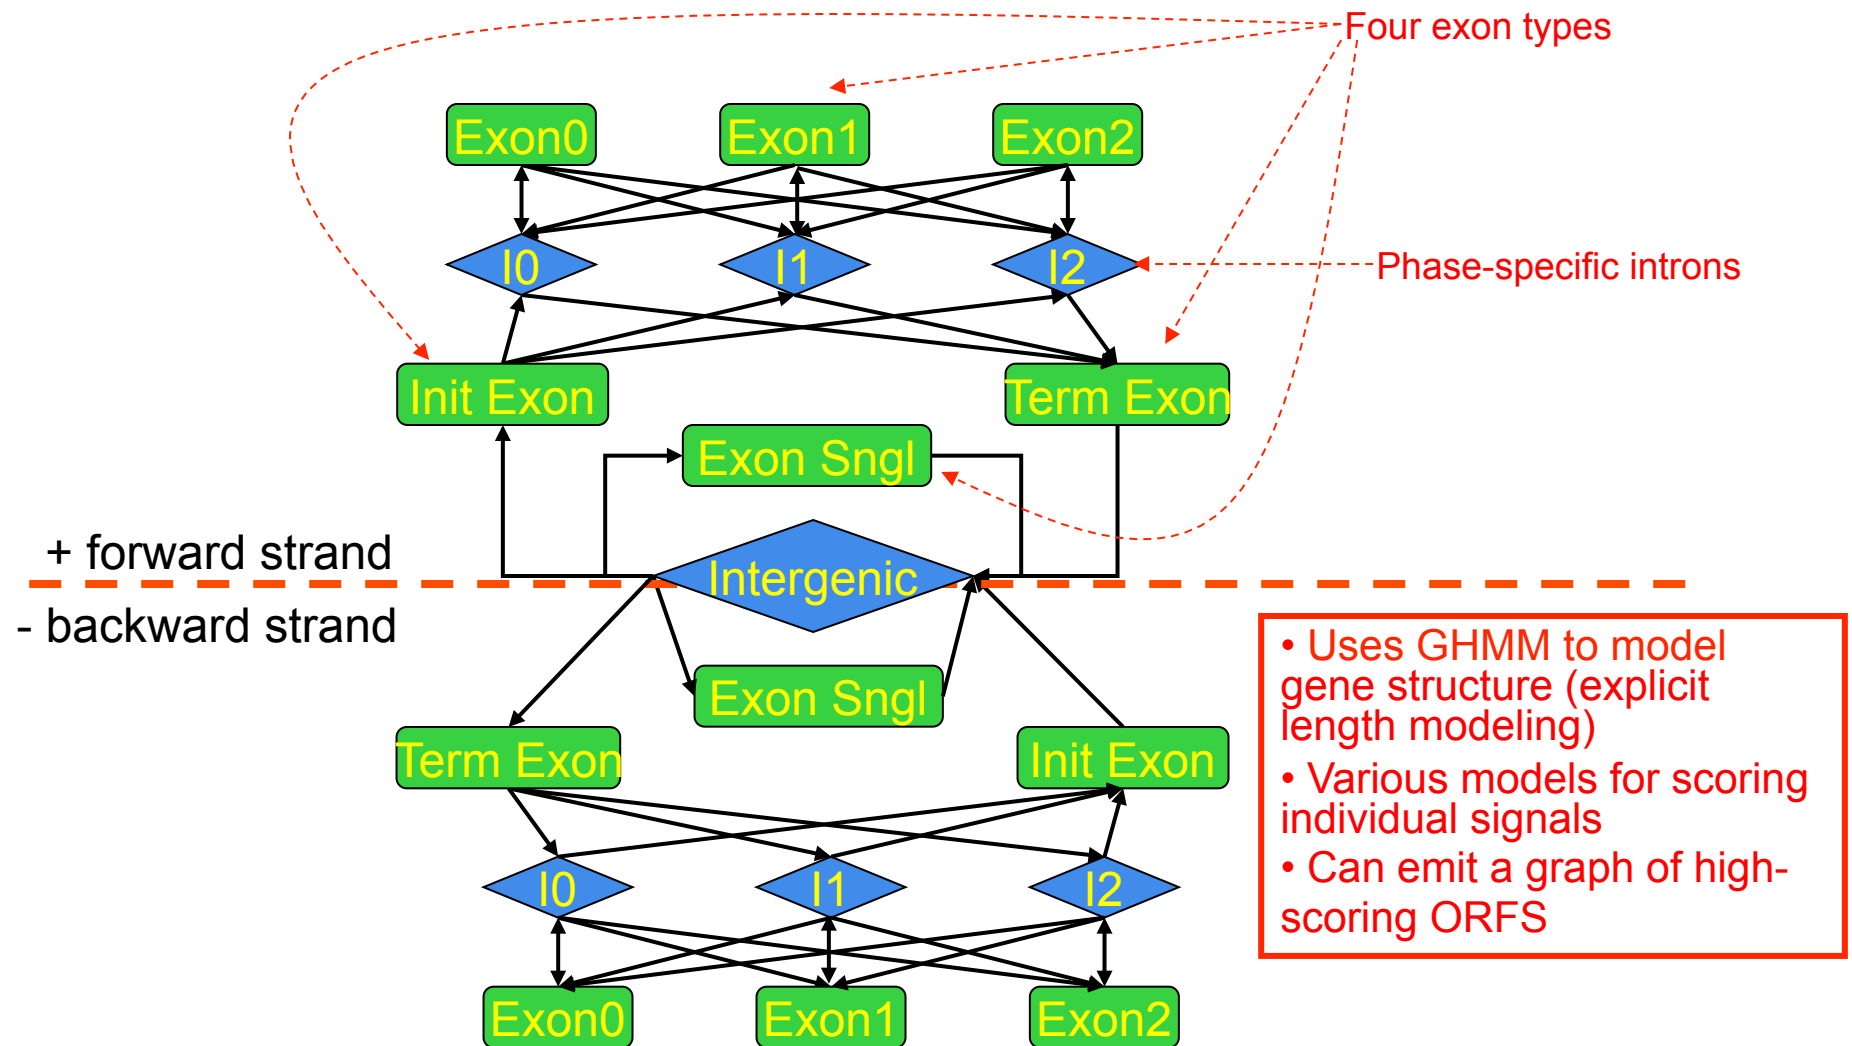 Four exon types
Exon0
Exon1
Exon2
I0
I1
I2
Phase-specific introns
Init Exon
Term Exon
Exon Sngl
+ forward strand
Intergenic
- backward strand
• Uses GHMM to model
gene structure (explicit
length modeling)
• Various models for scoring
individual signals
• Can emit a graph of high-
scoring ORFS
Exon Sngl
Term Exon
Init Exon
I0
I1
I2
Exon0
Exon1
Exon2